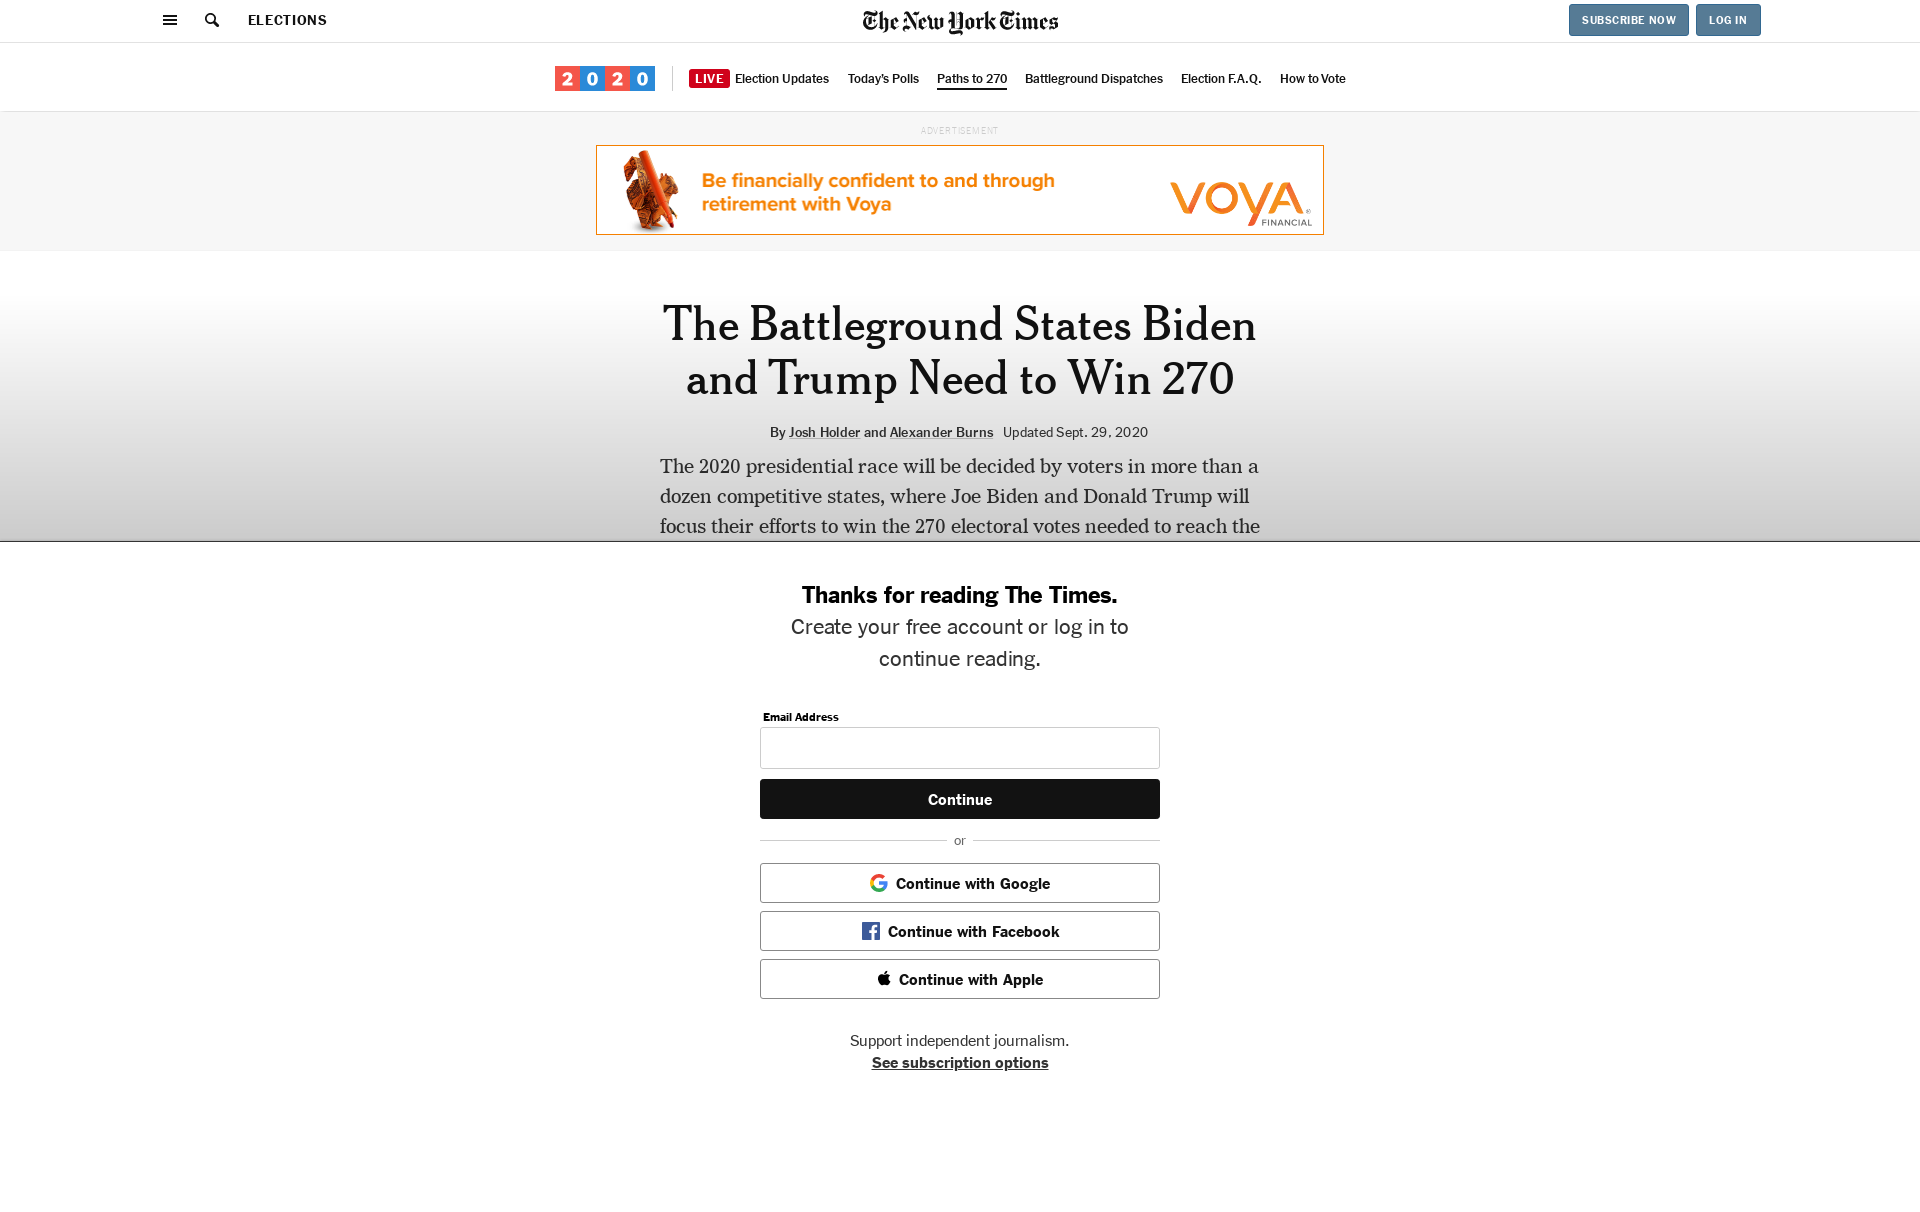 ELECTIONS
The New York Times
SUBSCRIBE NOW
LOG IN
2020
LIVE Election Updates
Today's Polls
Paths to 270
Battleground Dispatches
Election F.A.Q.
How to Vote
ADVERTISEMENT
Be financially confident to and through
retirement with Voya
VOYA®
FINANCIAL
The Battleground States Biden
and Trump Need to Win 270
By Josh Holder and Alexander Burns Updated Sept. 29, 2020
The 2020 presidential race will be decided by voters in more than a
dozen competitive states, where Joe Biden and Donald Trump will
focus their efforts to win the 270 electoral votes needed to reach the
Thanks for reading The Times.
Create your free account or log in to
continue reading.
Email Address
Continue
or
Continue with Google
Continue with Facebook
Continue with Apple
Support independent journalism.
See subscription options